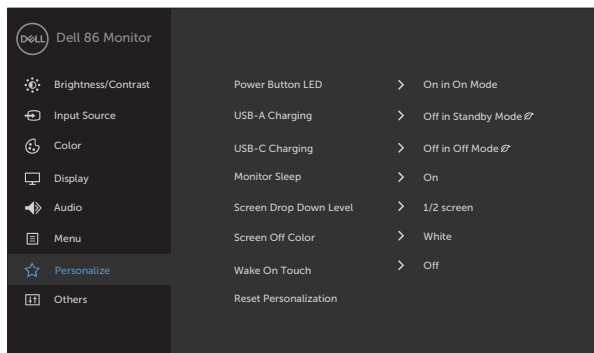 DELL Dell 86 Monitor
Brightness/Contrast
Input Source
Color
Display
Audio
Menu
Personalize
Others
Power Button LED On in On Mode
USB-A Charging Off in Standby Mode
USB-C Charging Off in Off Mode
Monitor Sleep On
Screen Drop Down Level 1/2 screen
Screen Off Color White
Wake On Touch Off
Reset Personalization